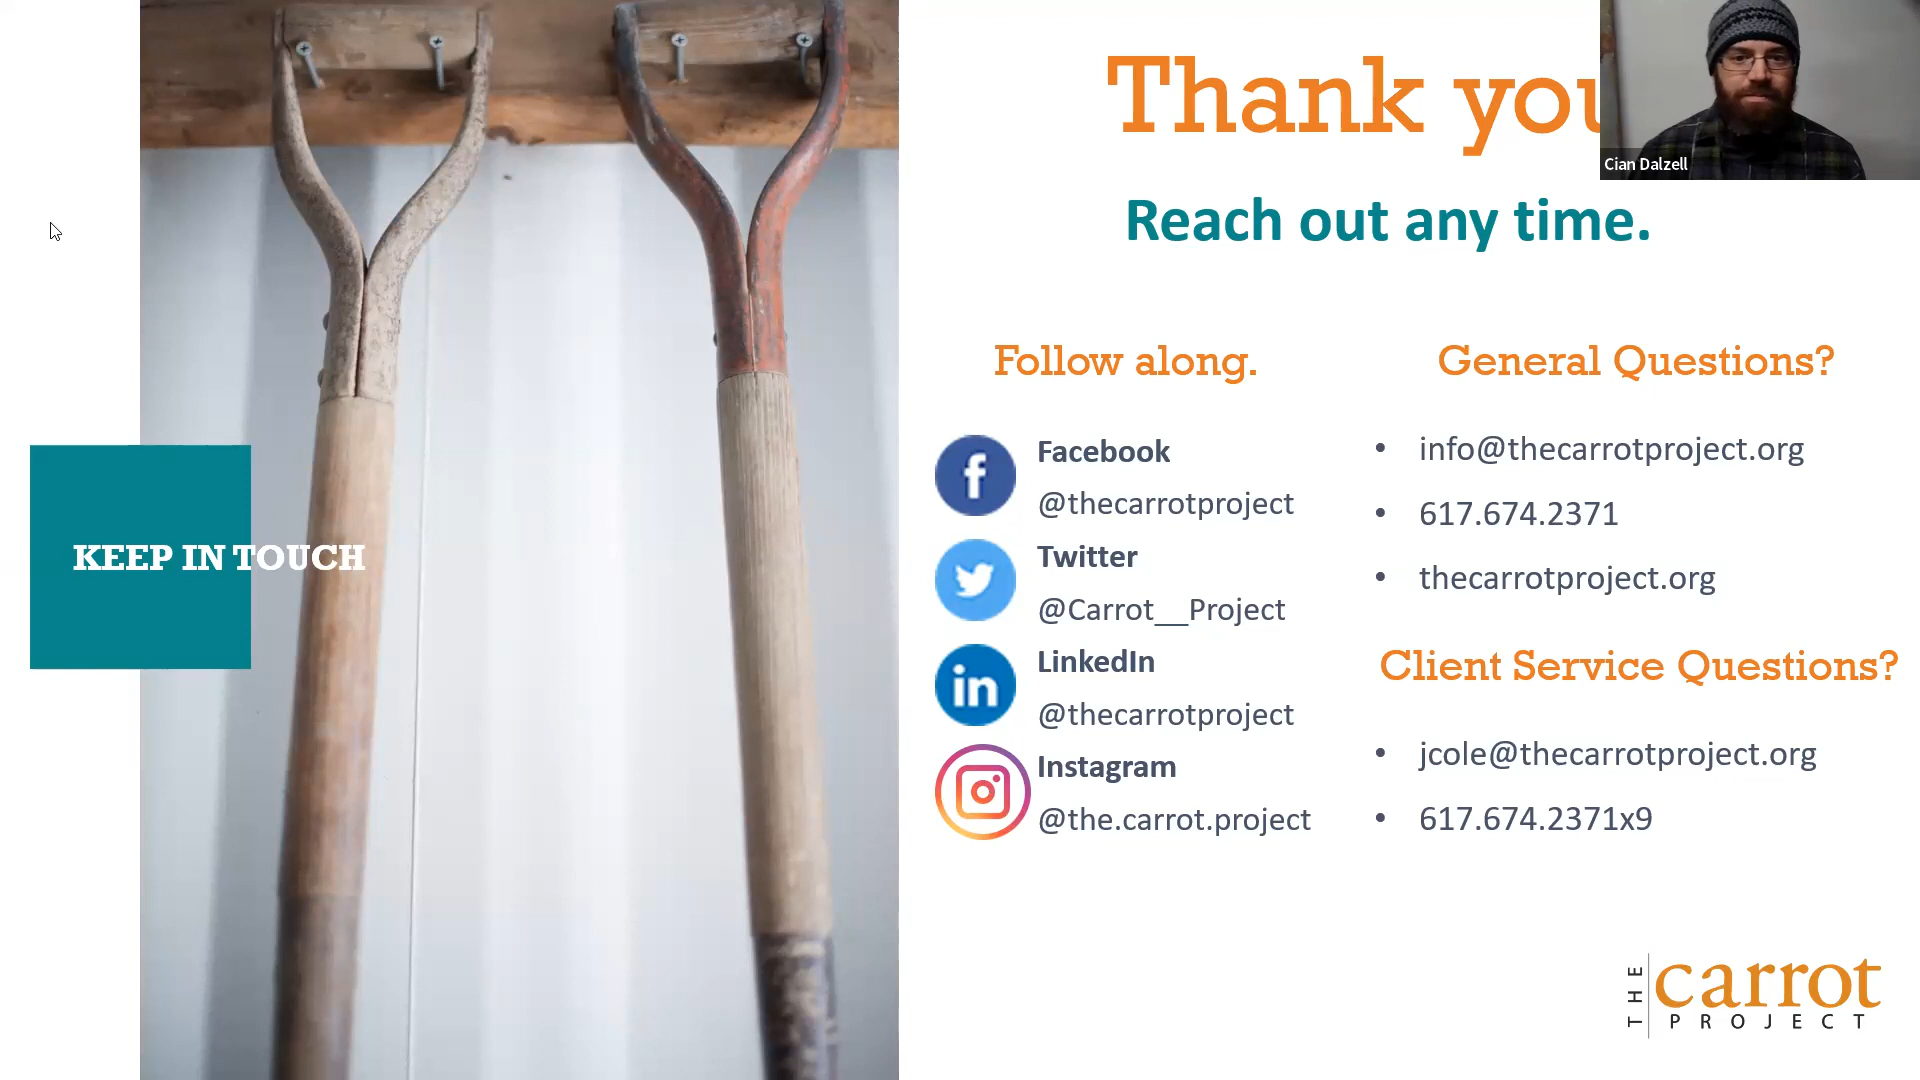 Thank you
Cian Dalzell
Reach out any time.
KEEP IN TOUCH
Follow along.
Facebook
@thecarrotproject
Twitter
@Carrot__Project
LinkedIn
@thecarrotproject
Instagram
@the.carrot.project
General Questions?
• info@thecarrotproject.org
• 617.674.2371
• thecarrotproject.org
Client Service Questions?
• jcole@thecarrotproject.org
• 617.674.2371x9
THE
carrot
PROJECT